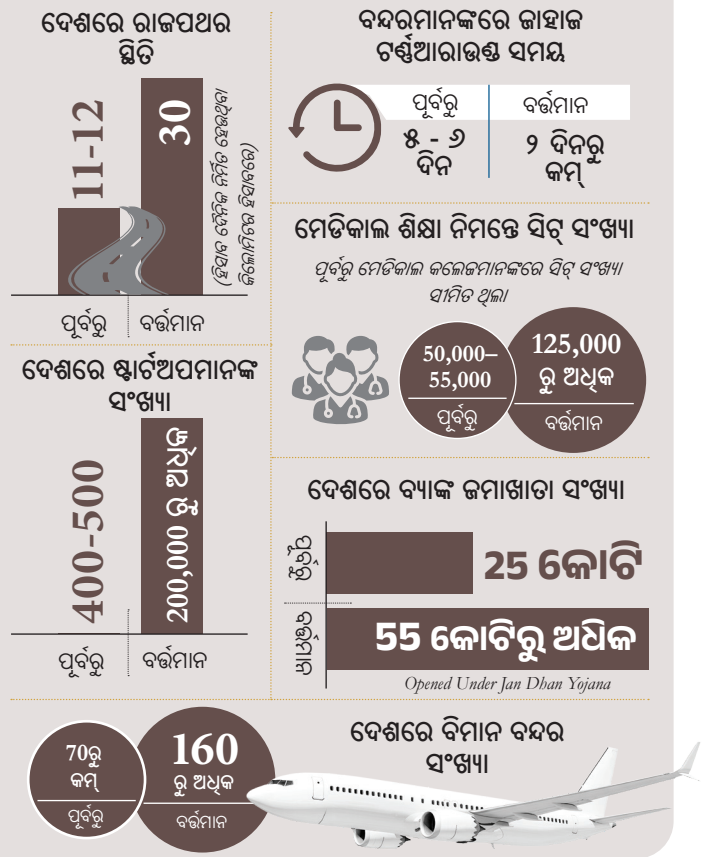 ଦେଶରେ ରାଜପଥର
ସ୍ଥିତି
11-12
30
(ହିସାବ ଦୈନିକ ନିର୍ମିତ ହେଉଥିବା
କିଲୋମିଟର ହିସାବରେ)
ପୂର୍ବରୁ
ବର୍ତ୍ତମାନ
ବନ୍ଦରମାନଙ୍କରେ ଜାହାଜ
ଟର୍ଣ୍ଣଆରାଉଣ୍ଡ ସମୟ
ପୂର୍ବରୁ
ବର୍ତ୍ତମାନ
୫ - ୬
ଦିନ
୨ ଦିନରୁ
କମ୍
ମେଡିକାଲ ଶିକ୍ଷା ନିମନ୍ତେ ସିଟ୍ ସଂଖ୍ୟା
ପୂର୍ବରୁ ମେଡିକାଲ କଲେଜମାନଙ୍କରେ ସିଟ୍ ସଂଖ୍ୟା
ସୀମିତ ଥିଲା
50,000–
55,000
ପୂର୍ବରୁ
125,000
ରୁ ଅଧିକ
ବର୍ତ୍ତମାନ
ଦେଶରେ ଷ୍ଟାର୍ଟଅପମାନଙ୍କ
ସଂଖ୍ୟା
400-500
200,000 ରୁ ଅଧିକ
ପୂର୍ବରୁ
ବର୍ତ୍ତମାନ
ଦେଶରେ ବ୍ୟାଙ୍କ ଜମାଖାତା ସଂଖ୍ୟା
ପୂର୍ବରୁ
25 କୋଟି
ବର୍ତ୍ତମାନ
55 କୋଟିରୁ ଅଧିକ
Opened Under Jan Dhan Yojana
ଦେଶରେ ବିମାନ ବନ୍ଦର
ସଂଖ୍ୟା
70ରୁ
କମ୍
ପୂର୍ବରୁ
160
ରୁ ଅଧିକ
ବର୍ତ୍ତମାନ